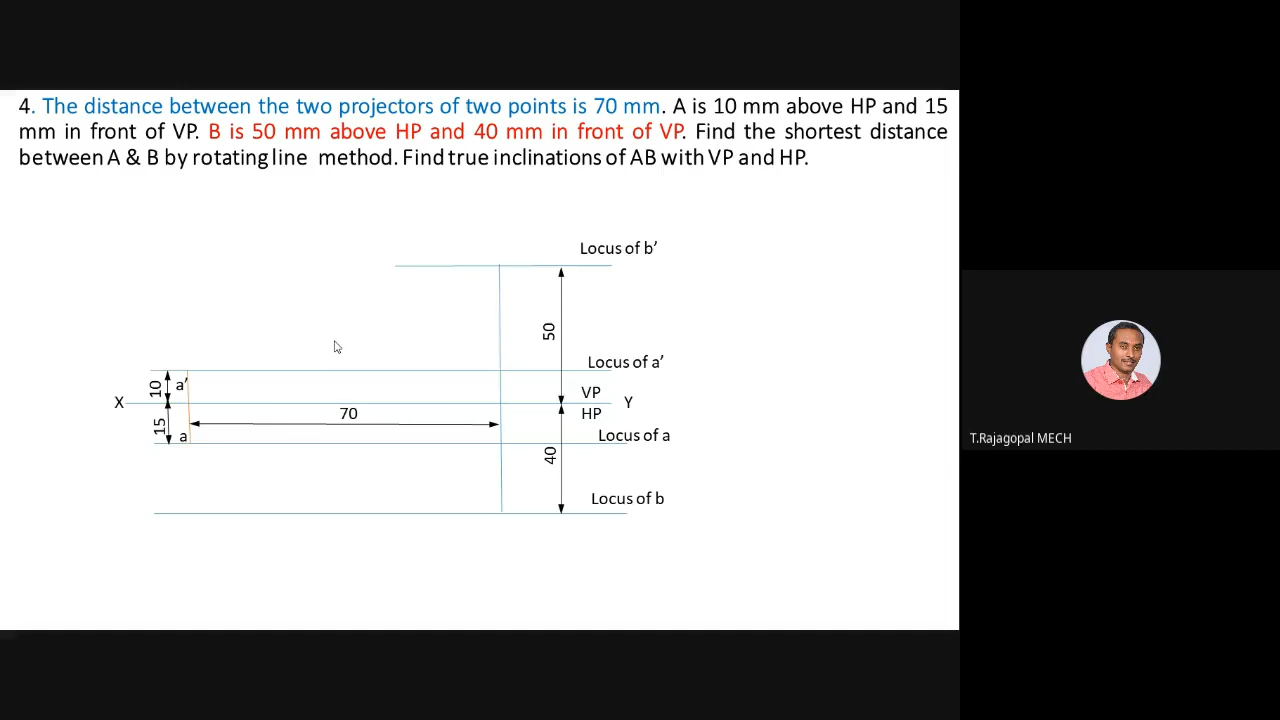 4. The distance between the two projectors of two points is 70 mm. A is 10 mm above HP and 15
mm in front of VP. B is 50 mm above HP and 40 mm in front of VP. Find the shortest distance
between A & B by rotating line method. Find true inclinations of AB with VP and HP.
Locus of b’
50
Locus of a’
10
a’
X
VP
HP
Y
70
15
a
Locus of a
40
Locus of b
T.Rajagopal MECH